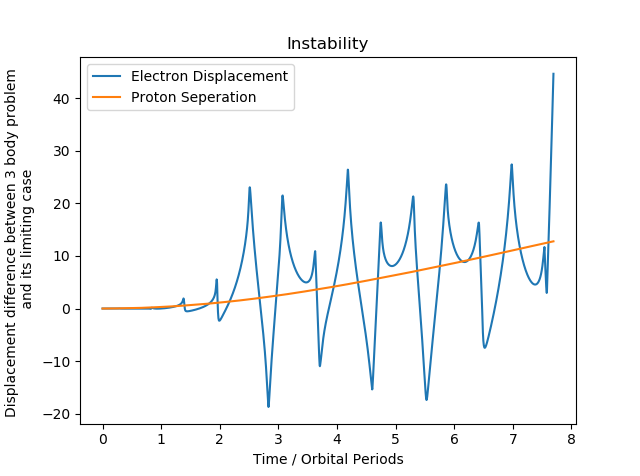 Instability
Electron Displacement
Proton Seperation
Displacement difference between 3 body problem
and its limiting case
40
30
20
10
0
−10
−20
0 1 2 3 4 5 6 7 8
Time / Orbital Periods